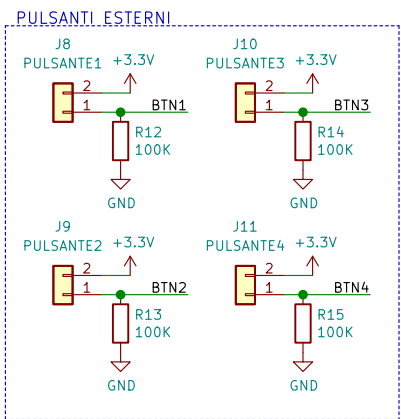 PULSANTI ESTERNI
J8
PULSANTE1
+3.3V
2
1
BTN1
R12
100K
GND
J10
PULSANTE3
+3.3V
2
1
BTN3
R14
100K
GND
J9
PULSANTE2
+3.3V
2
1
BTN2
R13
100K
GND
J11
PULSANTE4
+3.3V
2
1
BTN4
R15
100K
GND